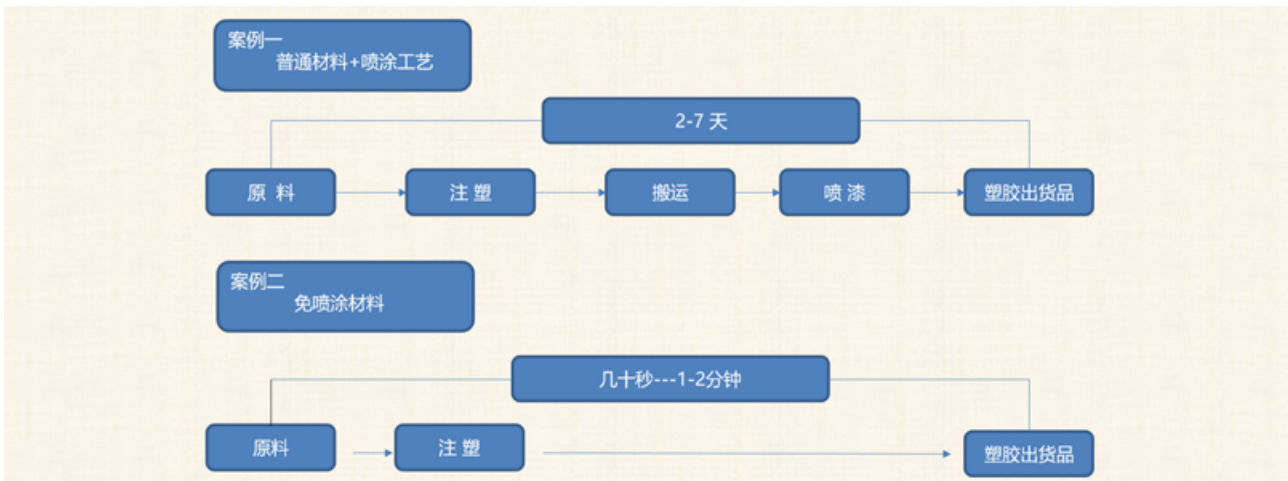 案例一
普通材料+喷涂工艺
2-7 天
原 料
注 塑
搬运
喷 漆
塑胶出货品
案例二
免喷涂材料
几十秒---1-2分钟
原料
注 塑
塑胶出货品